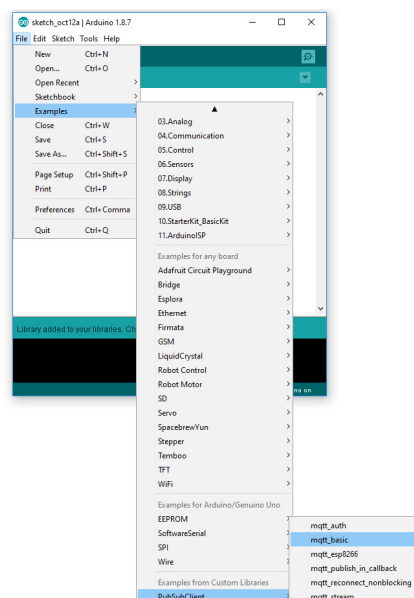 sketch_oct12a | Arduino 1.8.7
File Edit Sketch Tools Help
New Ctrl+N
Open... Ctrl+O
Open Recent
Sketchbook
Examples
Close Ctrl+W
Save Ctrl+S
Save As... Ctrl+Shift+S
Page Setup Ctrl+Shift+P
Print Ctrl+P
Preferences Ctrl+Comma
Quit Ctrl+Q
03.Analog
04.Communication
05.Control
06.Sensors
07.Display
08.Strings
09.USB
10.StarterKit_BasicKit
11.ArduinoISP
Examples for any board
Adafruit Circuit Playground
Bridge
Esplora
Ethernet
Firmata
GSM
LiquidCrystal
Robot Control
Robot Motor
SD
Servo
SpacebrewYun
Stepper
Temboo
TFT
WiFi
Examples for Arduino/Genuino Uno
EEPROM
SoftwareSerial
SPI
Wire
Examples from Custom Libraries
PubSubClient
mqtt_auth
mqtt_basic
mqtt_esp8266
mqtt_publish_in_callback
mqtt_reconnect_nonblocking
mqtt_stream
Library added to your libraries. Ch
no on